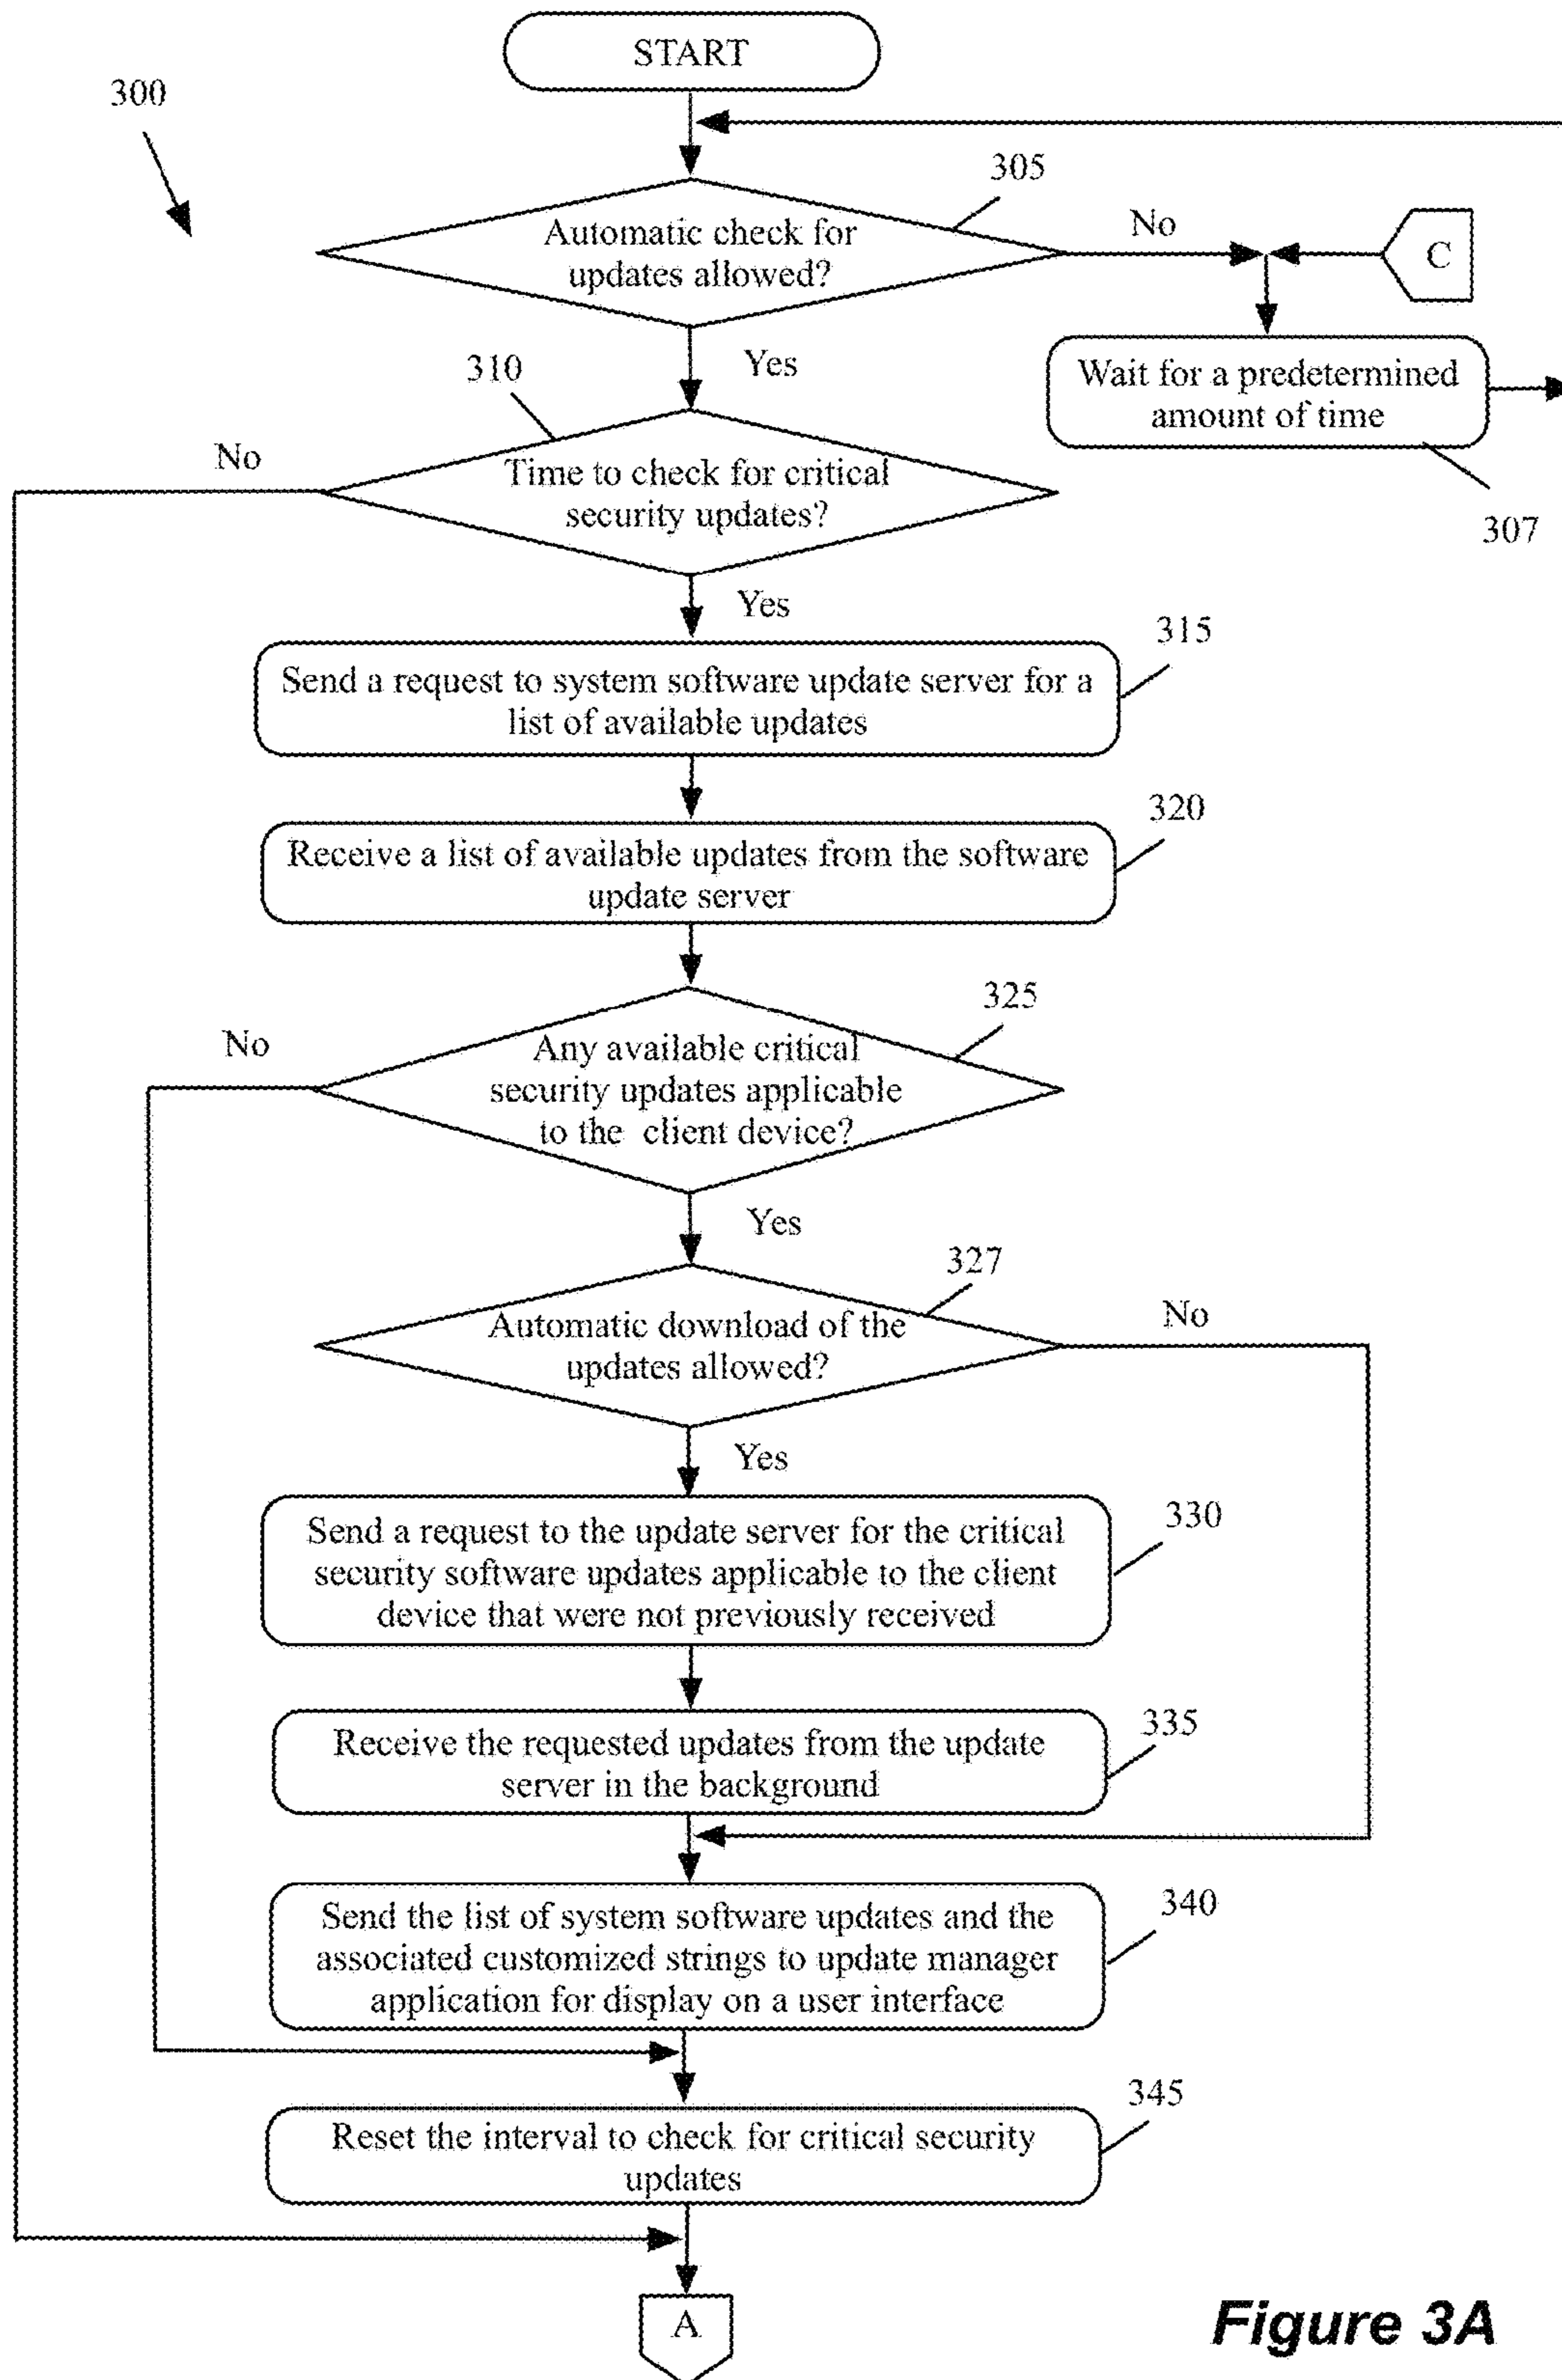 START
300
305
Automatic check for
updates allowed?
No
C
Yes
Wait for a predetermined
amount of time
307
310
No
Time to check for critical
security updates?
Yes
315
Send a request to system software update server for a
list of available updates
320
Receive a list of available updates from the software
update server
325
No
Any available critical
security updates applicable
to the client device?
Yes
327
Automatic download of the
updates allowed?
No
Yes
330
Send a request to the update server for the critical
security software updates applicable to the client
device that were not previously received
335
Receive the requested updates from the update
server in the background
340
Send the list of system software updates and the
associated customized strings to update manager
application for display on a user interface
345
Reset the interval to check for critical security
updates
A
Figure 3A